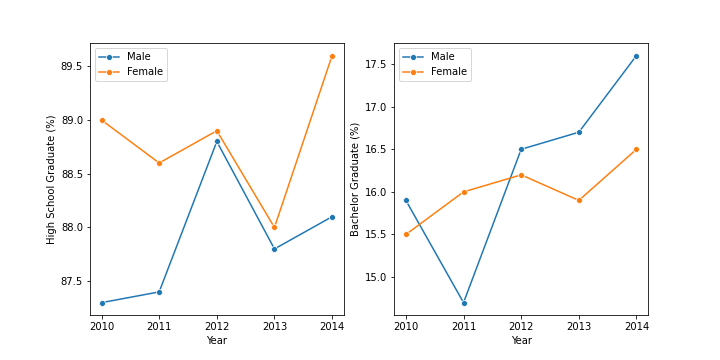 Male
Female
High School Graduate (%)
89.5
89.0
88.5
88.0
87.5
2010 2011 2012 2013 2014
Year
Male
Female
Bachelor Graduate (%)
17.5
17.0
16.5
16.0
15.5
15.0
2010 2011 2012 2013 2014
Year